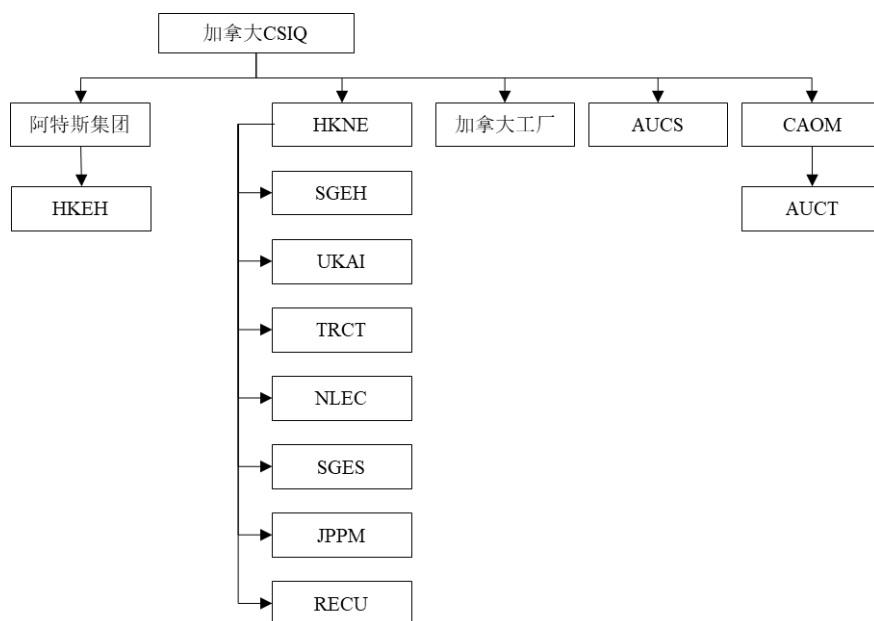 加拿大CSIQ
阿特斯集团
HKNE
加拿大工厂
AUCS
CAOM
HKEH
SGEH
AUCT
UKAI
TRCT
NLEC
SGES
JPPM
RECU